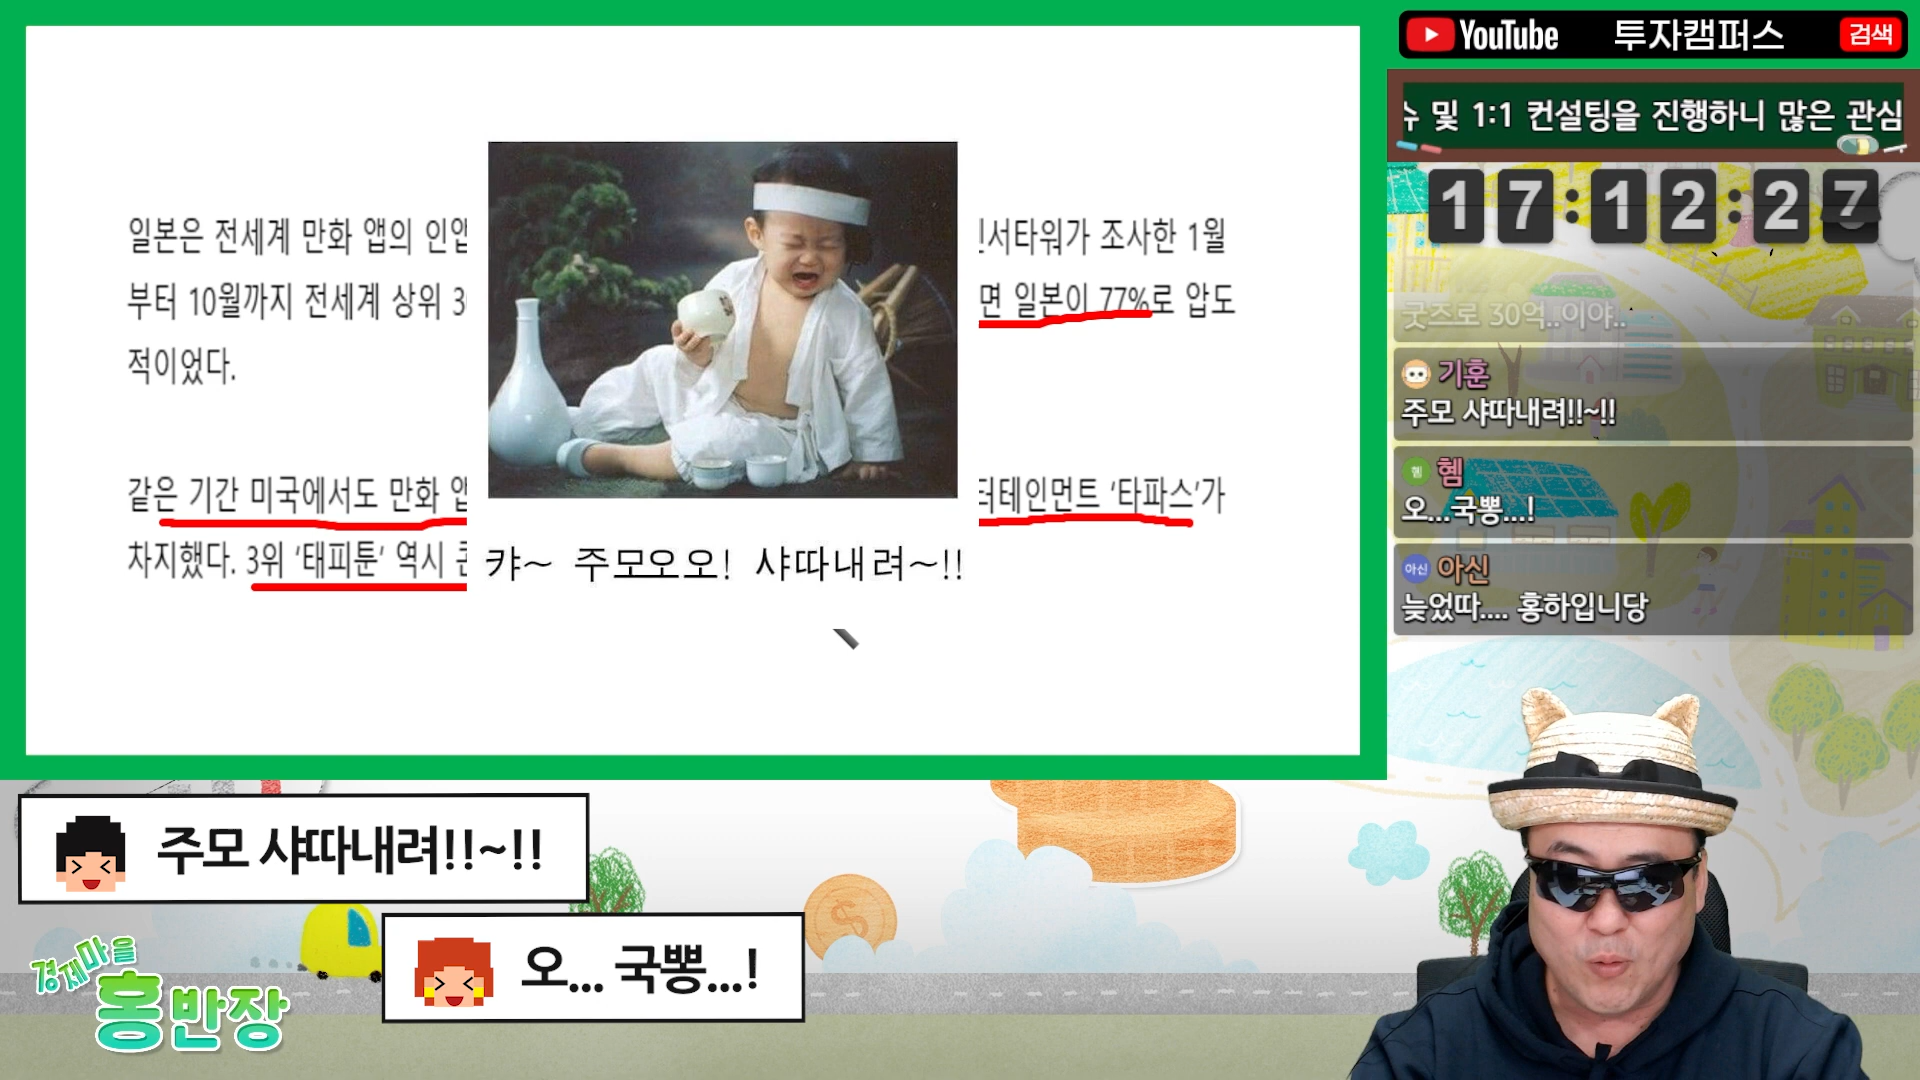 일본은 전세계 만화 앱의 인앱
서타워가 조사한 1월
부터 10월까지 전세계 상위 3
면 일본이 77%로 압도
적이었다.
같은 기간 미국에서도 만화 앱
터테인먼트 ‘타파스’가
차지했다. 3위 ‘태피툰’ 역시
캬~ 주모오오! 샤따내려~!!
YouTube 투자캠퍼스 검색
및 1:1 컨설팅을 진행하니 많은 관심
17:12:27
굿즈로 30억..이야..
기훈
주모 샤따내려!!~!!
헴
헴
오...국뽕...!
아신
아신
늦었따.... 홍하입니당
주모 샤따내려!!~!!
오... 국뽕...!
경제마을
홍반장